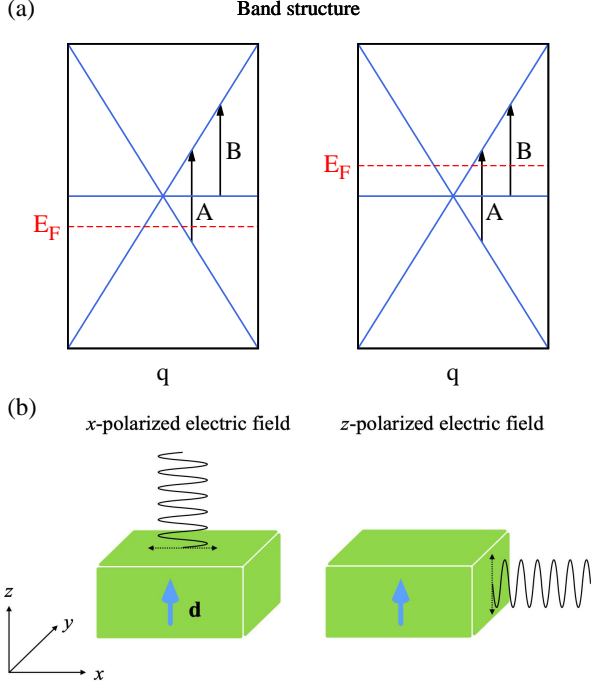 (a)
Band structure
E_F
A
B
q
E_F
A
B
q
(b)
x-polarized electric field
z-polarized electric field
d
z
y
x